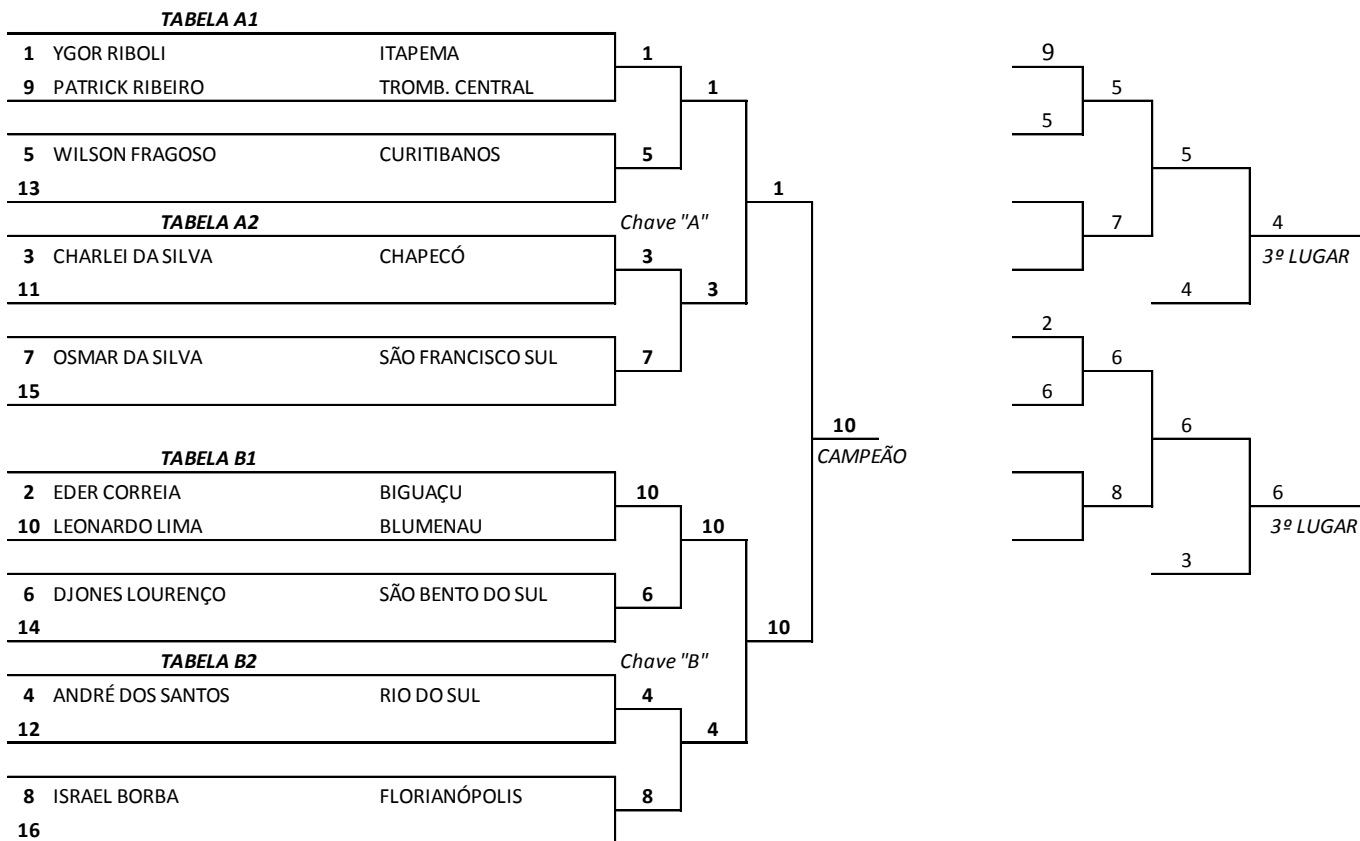 TABELA A1
1 YGOR RIBOLI ITAPEMA 1 9
9 PATRICK RIBEIRO TROMB. CENTRAL 1 5
5
5 WILSON FRAGOSO CURITIBANOS 5 5
13 1
TABELA A2 Chave "A" 7 4
3 CHARLEI DA SILVA CHAPECÓ 3 3º LUGAR
11 3 4
2
7 OSMAR DA SILVA SÃO FRANCISCO SUL 7 6
15 6
10 6
TABELA B1 CAMPEÃO
2 EDER CORREIA BIGUAÇU 10 8 6
10 LEONARDO LIMA BLUMENAU 10 3º LUGAR
3
6 DJONES LOURENÇO SÃO BENTO DO SUL 6
14 10
TABELA B2 Chave "B"
4 ANDRÉ DOS SANTOS RIO DO SUL 4
12 4
8 ISRAEL BORBA FLORIANÓPOLIS 8
16